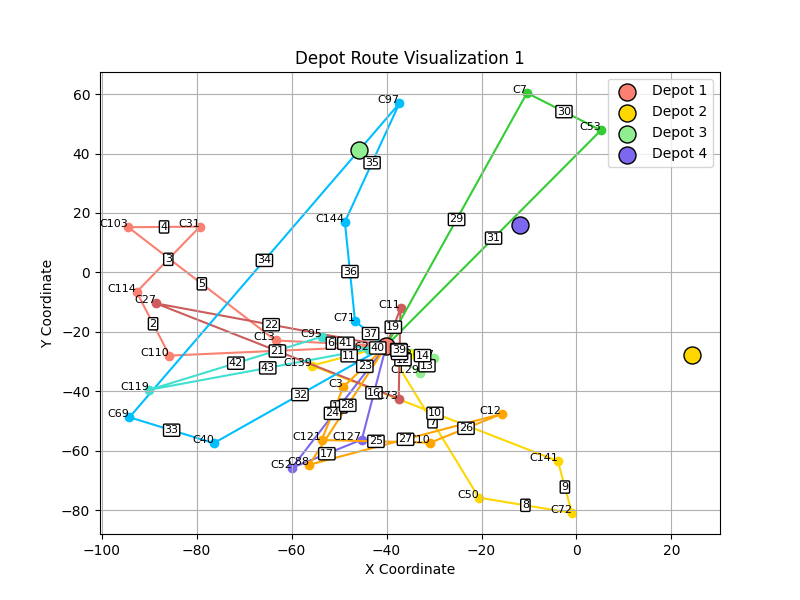 Depot Route Visualization 1
Depot 1
Depot 2
Depot 3
Depot 4
Y Coordinate
X Coordinate
60
40
20
0
−20
−40
−60
−80
−100
−80
−60
−40
−20
0
20
C97
C7
C53
C144
C103
C31
C114
C27
C11
C71
C13
C95
C110
C139
C129
C119
C3
C73
C69
C40
C121
C127
C10
C12
C52
C88
C141
C50
C72
30
35
29
31
4
3
34
36
5
2
22
19
37
6
41
40
39
21
11
14
13
42
43
23
32
16
24
28
10
7
33
25
27
26
17
9
8